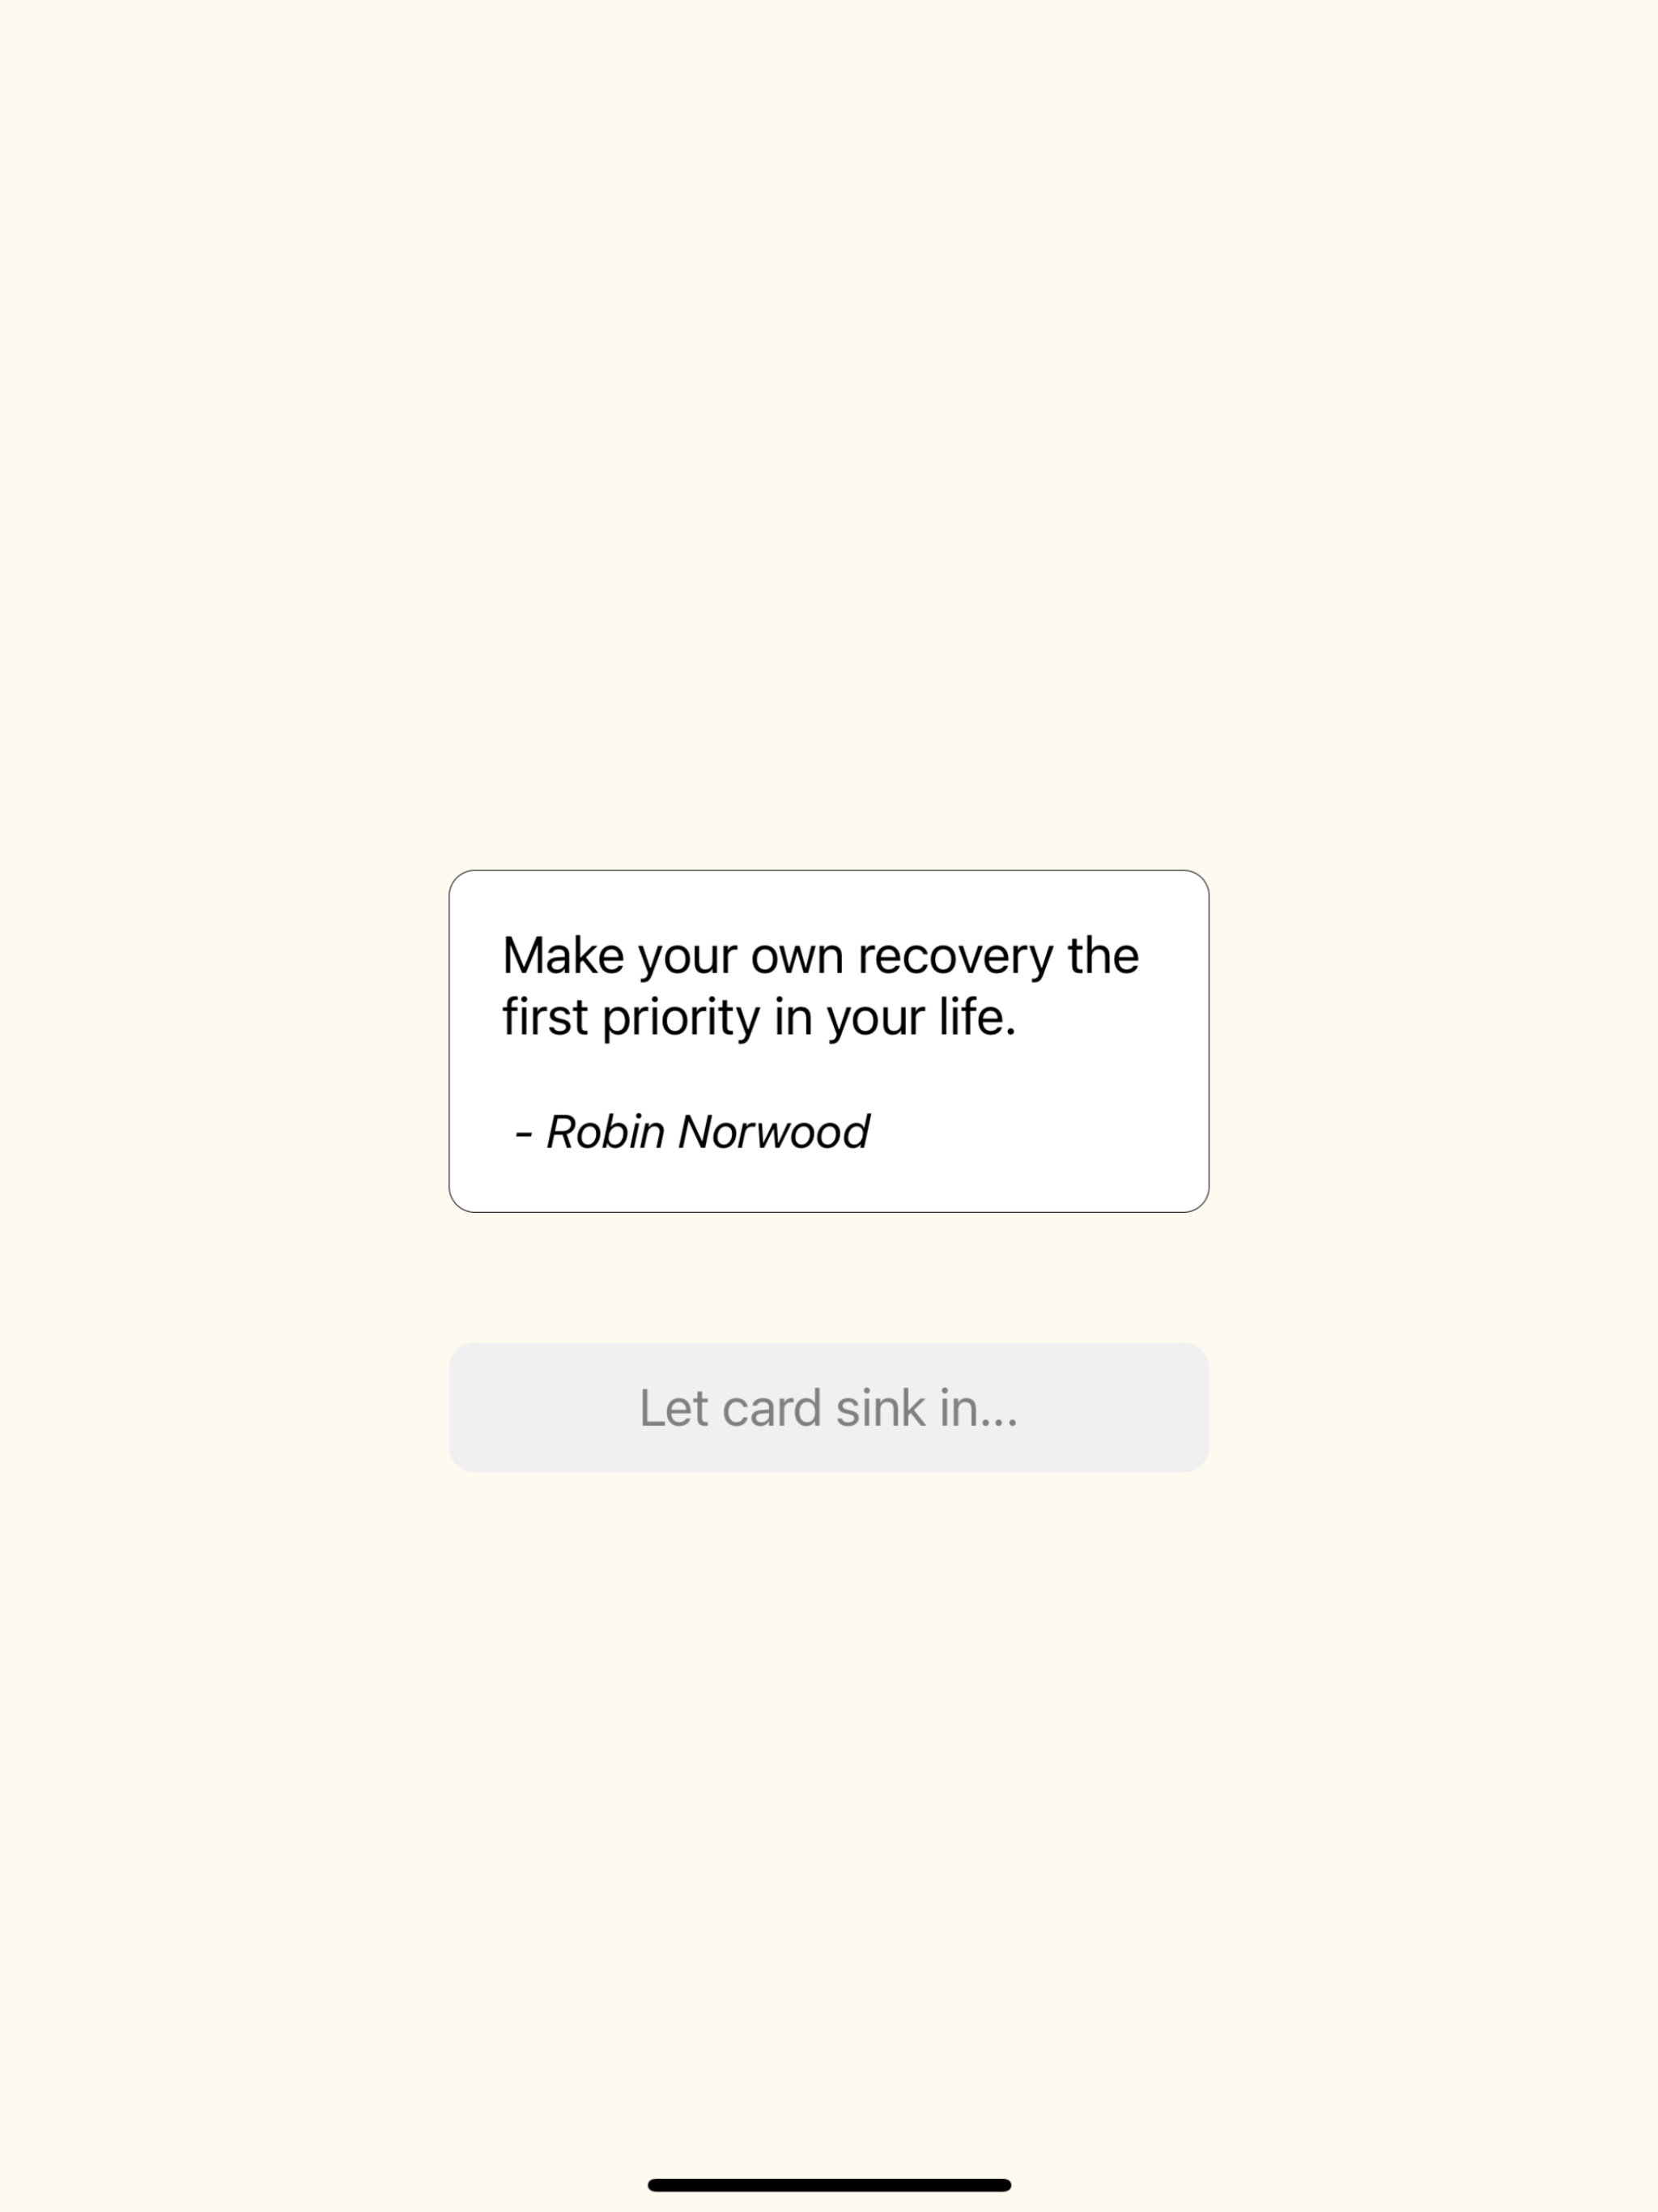 Make your own recovery the
first priority in your life.
- Robin Norwood
Let card sink in...